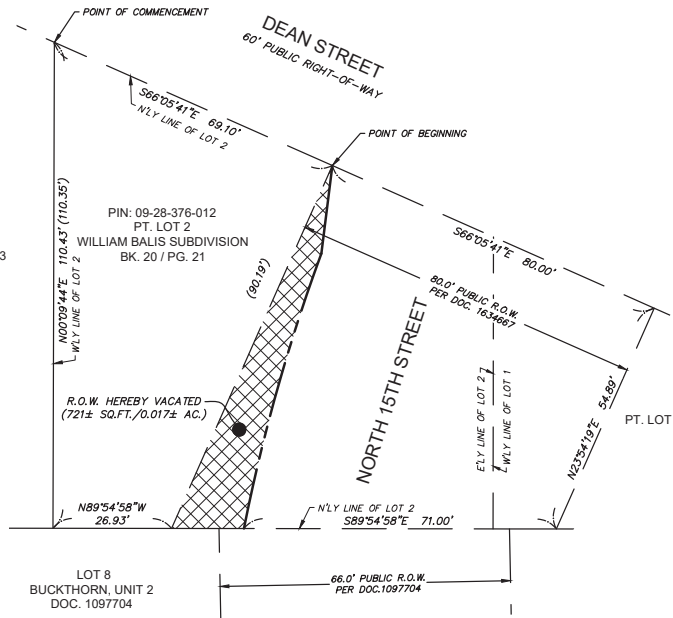 POINT OF COMMENCEMENT
DEAN STREET
60' PUBLIC RIGHT-OF-WAY
S66°05'41"E 69.10'
N'LY LINE OF LOT 2
POINT OF BEGINNING
PIN: 09-28-376-012
PT. LOT 2
WILLIAM BALIS SUBDIVISION
BK. 20 / PG. 21
3
N00°09'44"E 110.43' (110.35')
W'LY LINE OF LOT 2
(90.19')
S66°05'41"E 80.00'
80.0' PUBLIC R.O.W.
PER DOC. 1634667
NORTH 15TH STREET
R.O.W. HEREBY VACATED
(721± SQ.FT./0.017± AC.)
E'LY LINE OF LOT 2
W'LY LINE OF LOT 1
N23°54'19"E 54.89'
PT. LOT
N89°54'58"W
26.93'
N'LY LINE OF LOT 2
S89°54'58"E 71.00'
LOT 8
BUCKTHORN, UNIT 2
DOC. 1097704
66.0' PUBLIC R.O.W.
PER DOC.1097704